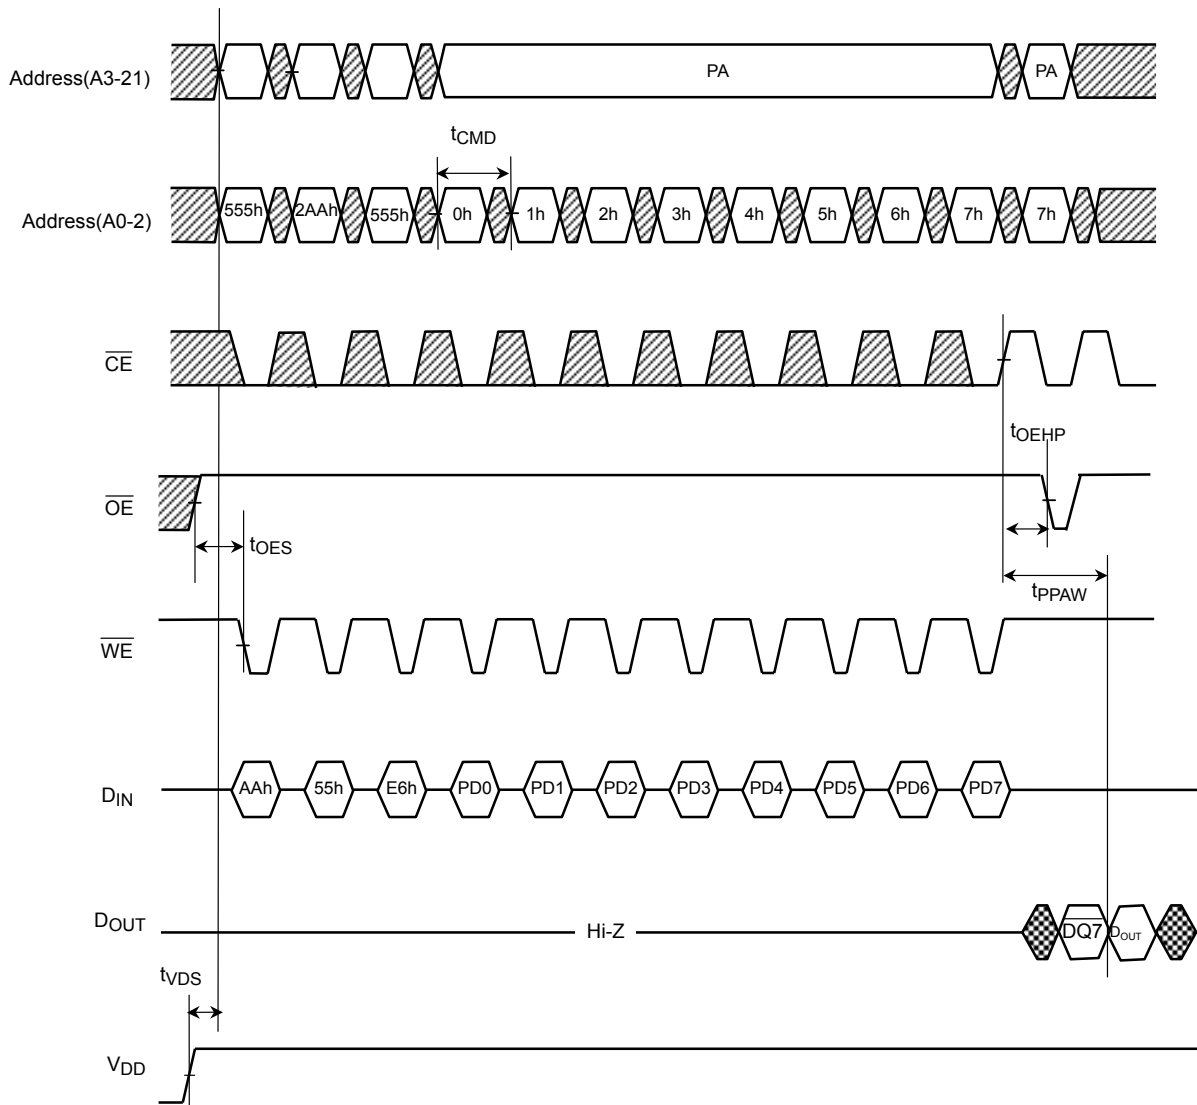 Address(A3-21) PA PA
tCMD
Address(A0-2) 555h 2AAh 555h 0h 1h 2h 3h 4h 5h 6h 7h 7h
CE
tOEHP
OE
tOES
tPPAW
WE
DIN AAh 55h E6h PD0 PD1 PD2 PD3 PD4 PD5 PD6 PD7
DOUT Hi-Z DQ7 DOUT
tVDS
VDD